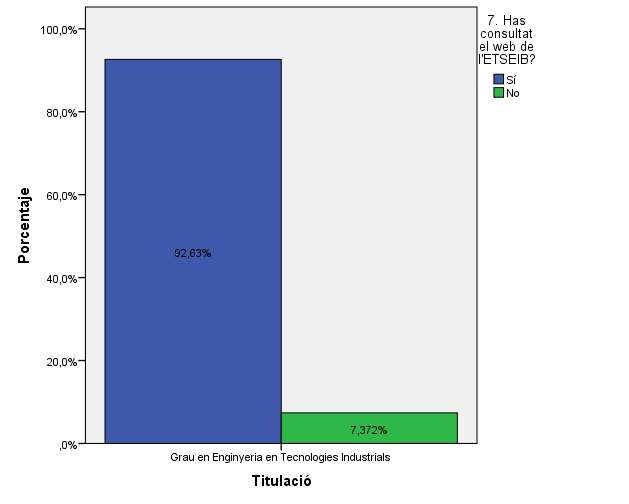 100,0%
80,0%
60,0%
40,0%
20,0%
,0%
Porcentaje
92,63%
7,372%
Grau en Enginyeria en Tecnologies Industrials
Titulació
7. Has
consultat
el web de
l'ETSEIB?
Sí
No